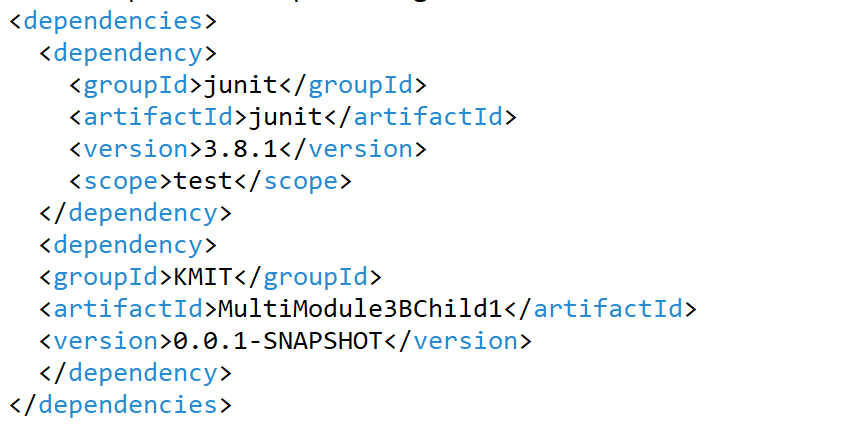 <dependencies>
  <dependency>
    <groupId>junit</groupId>
    <artifactId>junit</artifactId>
    <version>3.8.1</version>
    <scope>test</scope>
  </dependency>
  <dependency>
  <groupId>KMIT</groupId>
  <artifactId>MultiModule3BChild1</artifactId>
  <version>0.0.1-SNAPSHOT</version>
  </dependency>
</dependencies>